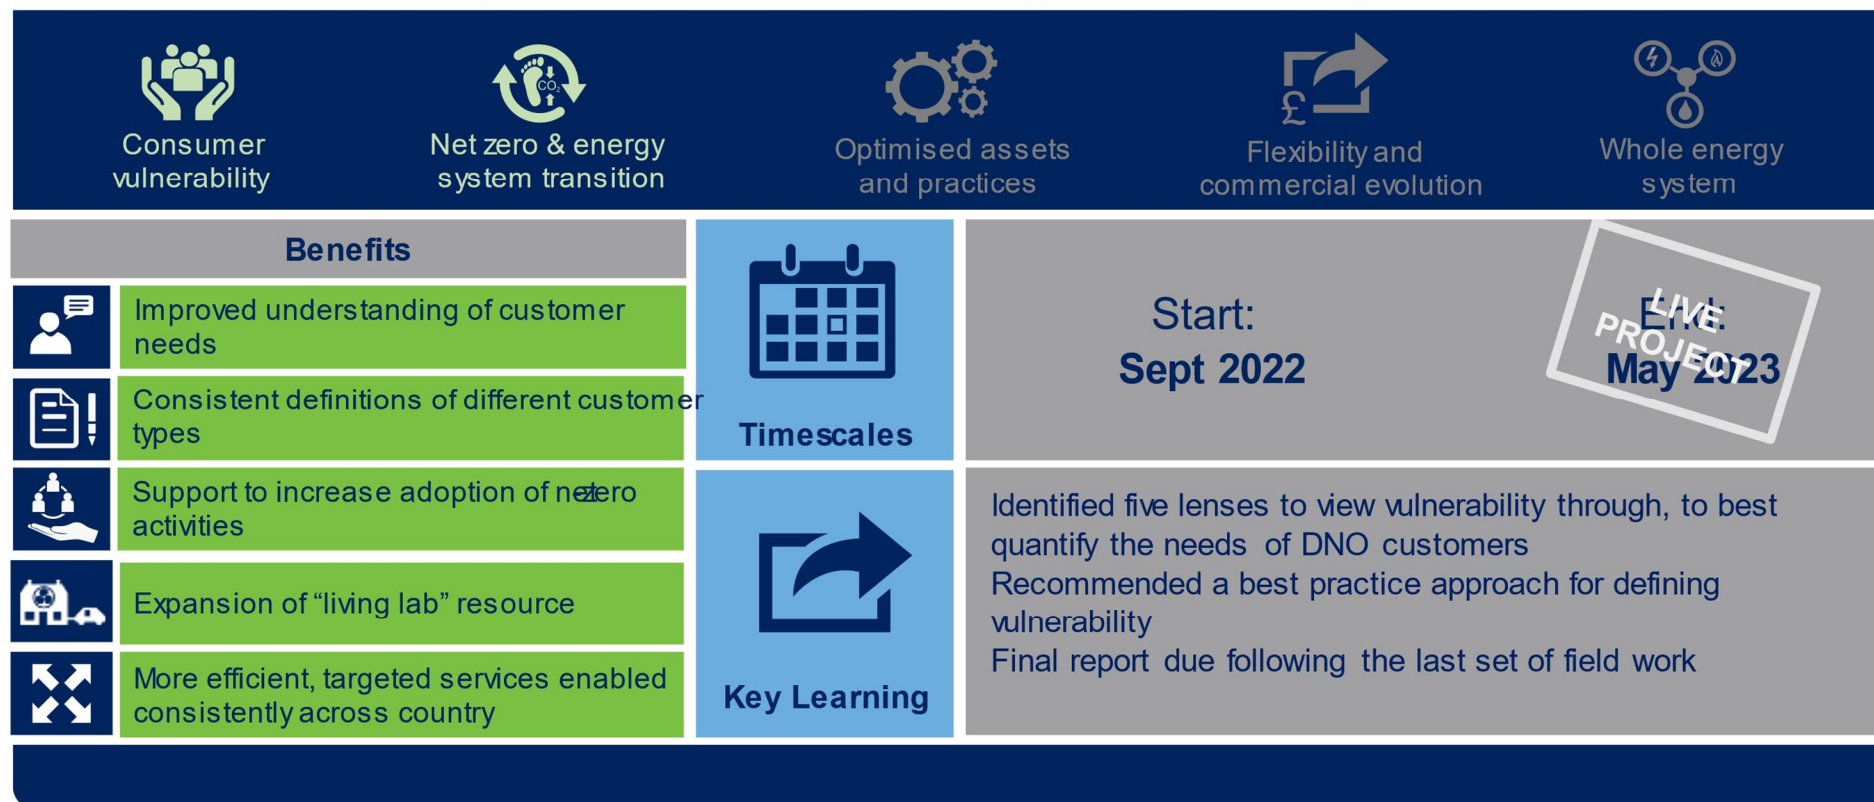 Consumer
vulnerability
Net zero & energy
system transition
CO2
Optimised assets
and practices
£
Flexibility and
commercial evolution
Whole energy
system
Benefits
Improved understanding of customer
needs
Consistent definitions of different customer
types
Support to increase adoption of net-zero
activities
Expansion of “living lab” resource
More efficient, targeted services enabled
consistently across country
Timescales
Start:
Sept 2022
End:
May 2023
LIVE
PROJECT
Key Learning
Identified five lenses to view vulnerability through, to best
quantify the needs of DNO customers
Recommended a best practice approach for defining
vulnerability
Final report due following the last set of field work